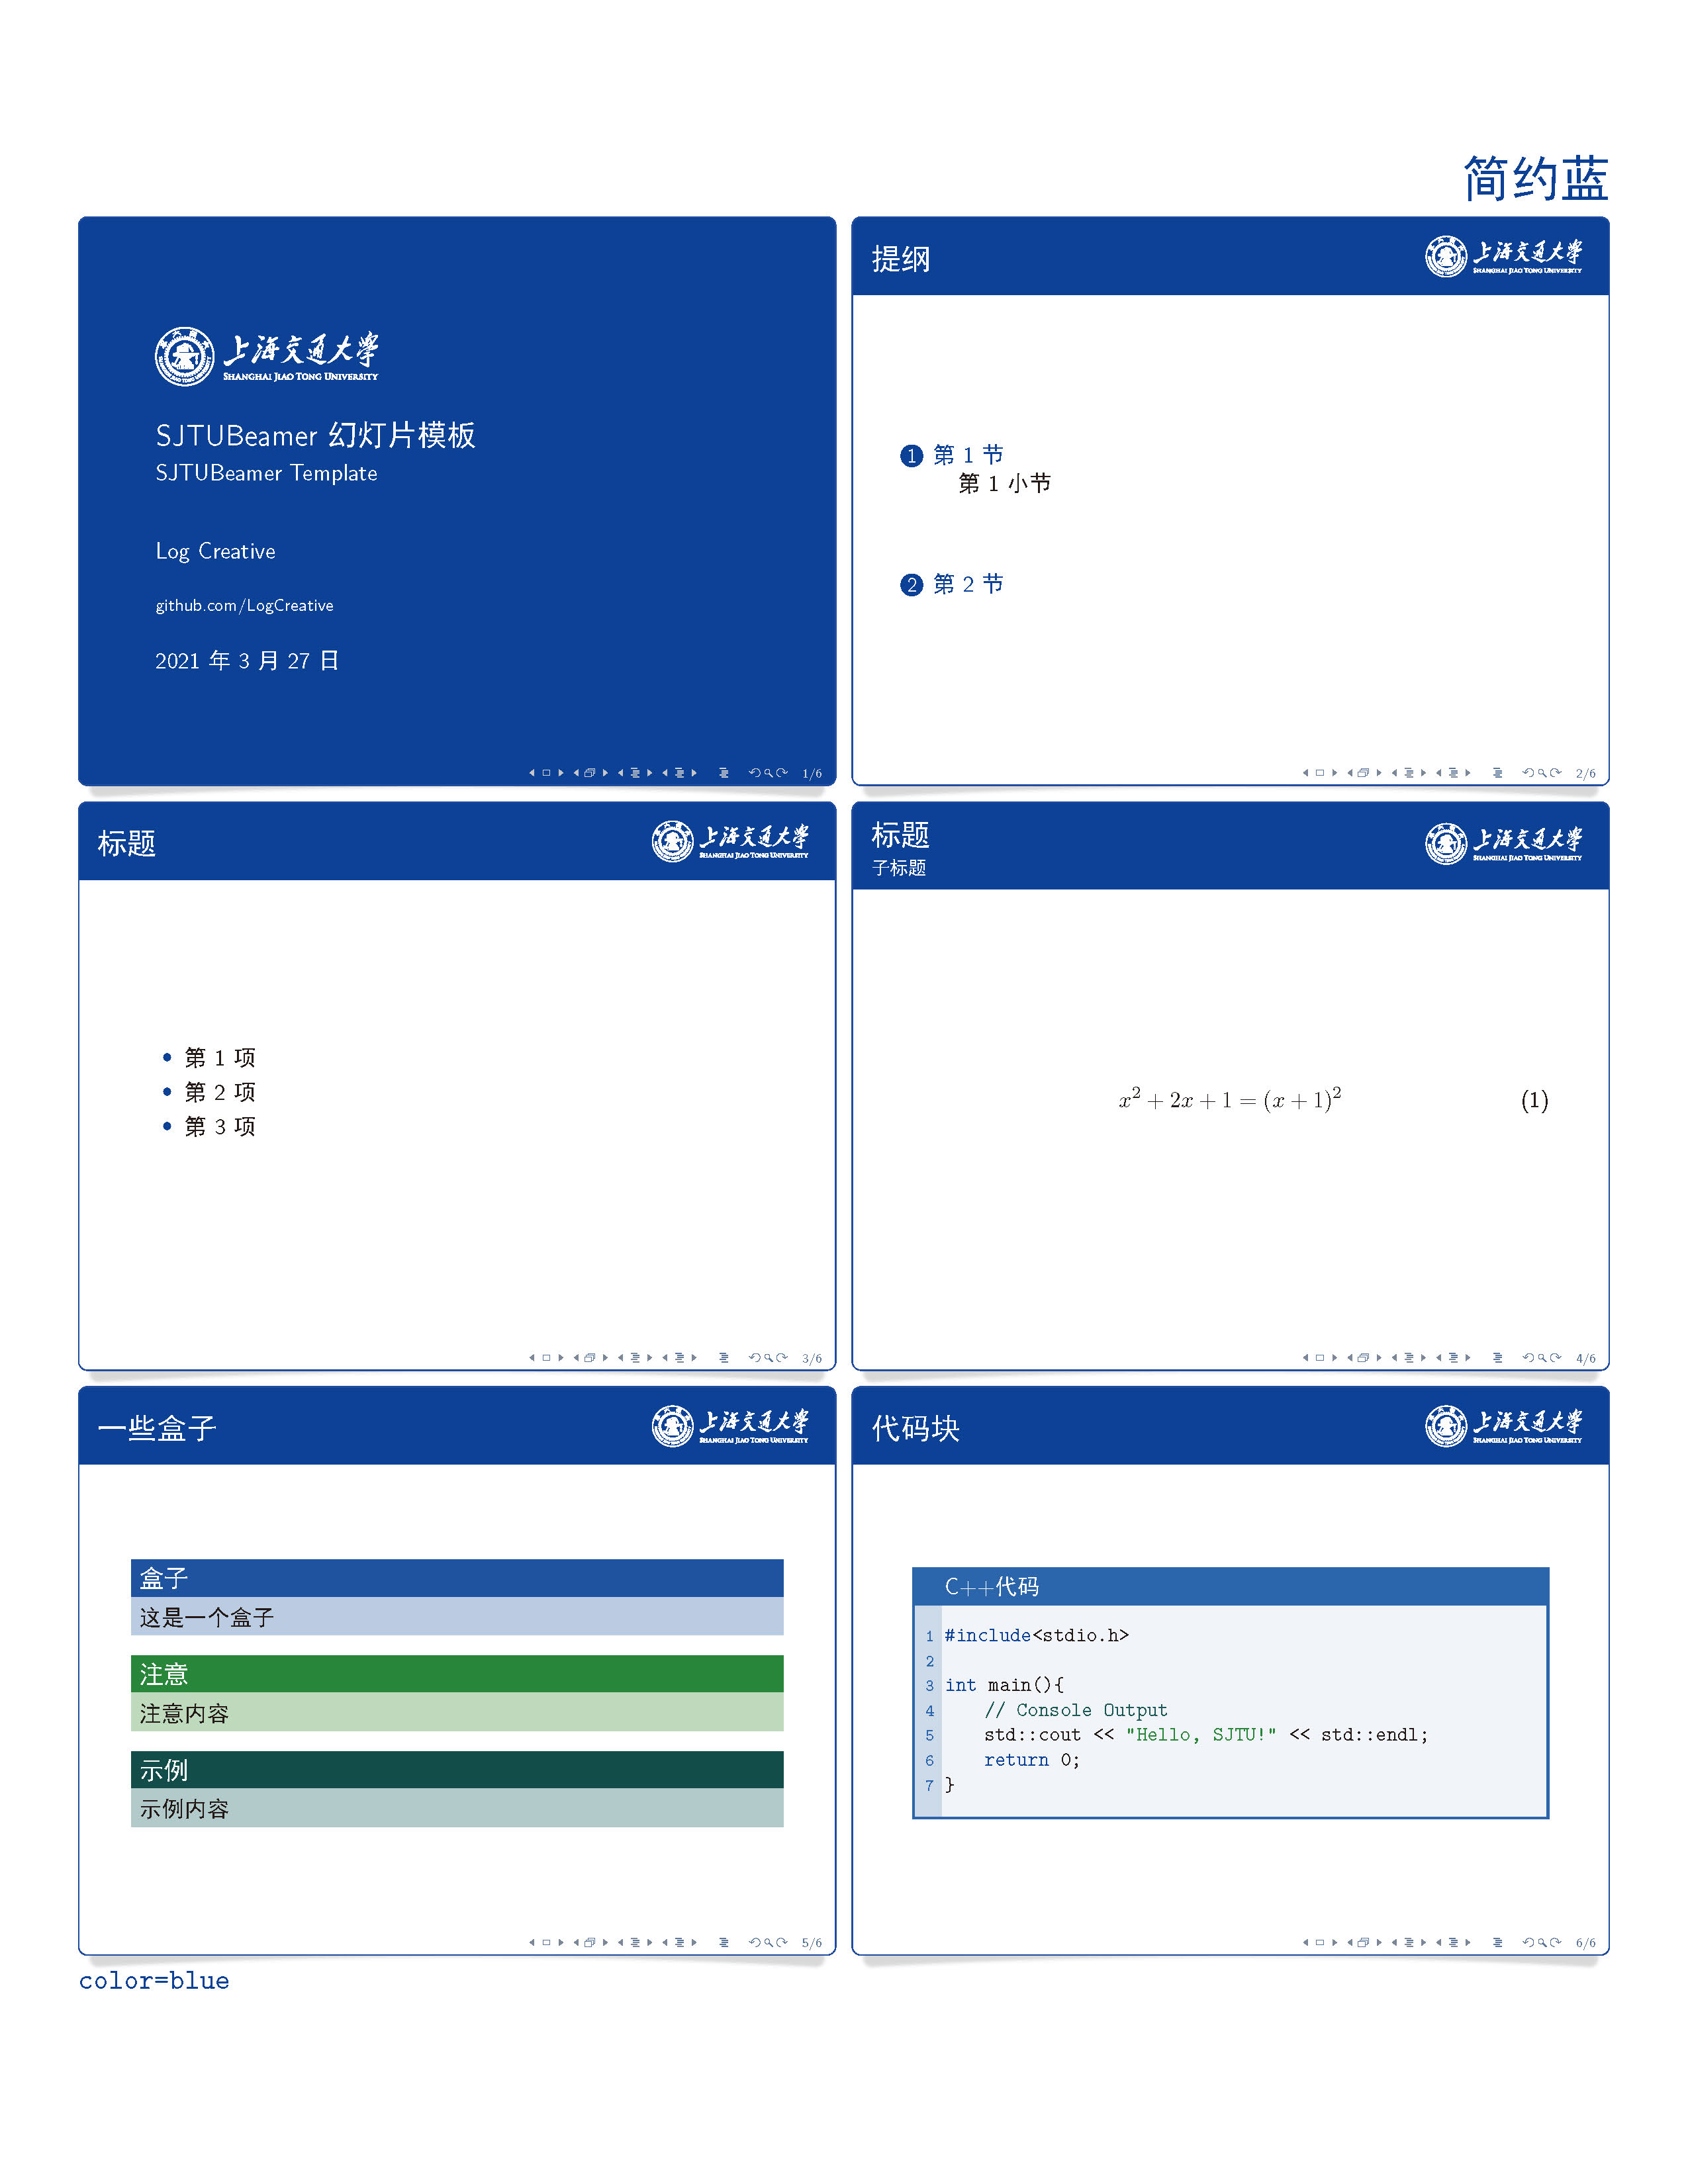 简约蓝
上海交通大学
SHANGHAI JIAO TONG UNIVERSITY
SJTUBeamer 幻灯片模板
SJTUBeamer Template
Log Creative
github.com/LogCreative
2021 年 3 月 27 日
1/6
提纲
上海交通大学
SHANGHAI JIAO TONG UNIVERSITY
1 第 1 节
第 1 小节
2 第 2 节
2/6
标题
上海交通大学
SHANGHAI JIAO TONG UNIVERSITY
• 第 1 项
• 第 2 项
• 第 3 项
3/6
标题
子标题
上海交通大学
SHANGHAI JIAO TONG UNIVERSITY
x² + 2x + 1 = (x + 1)² (1)
4/6
一些盒子
上海交通大学
SHANGHAI JIAO TONG UNIVERSITY
盒子
这是一个盒子
注意
注意内容
示例
示例内容
5/6
代码块
上海交通大学
SHANGHAI JIAO TONG UNIVERSITY
C++代码
1 #include<stdio.h>
2
3 int main(){
4 // Console Output
5 std::cout << "Hello, SJTU!" << std::endl;
6 return 0;
7 }
6/6
color=blue